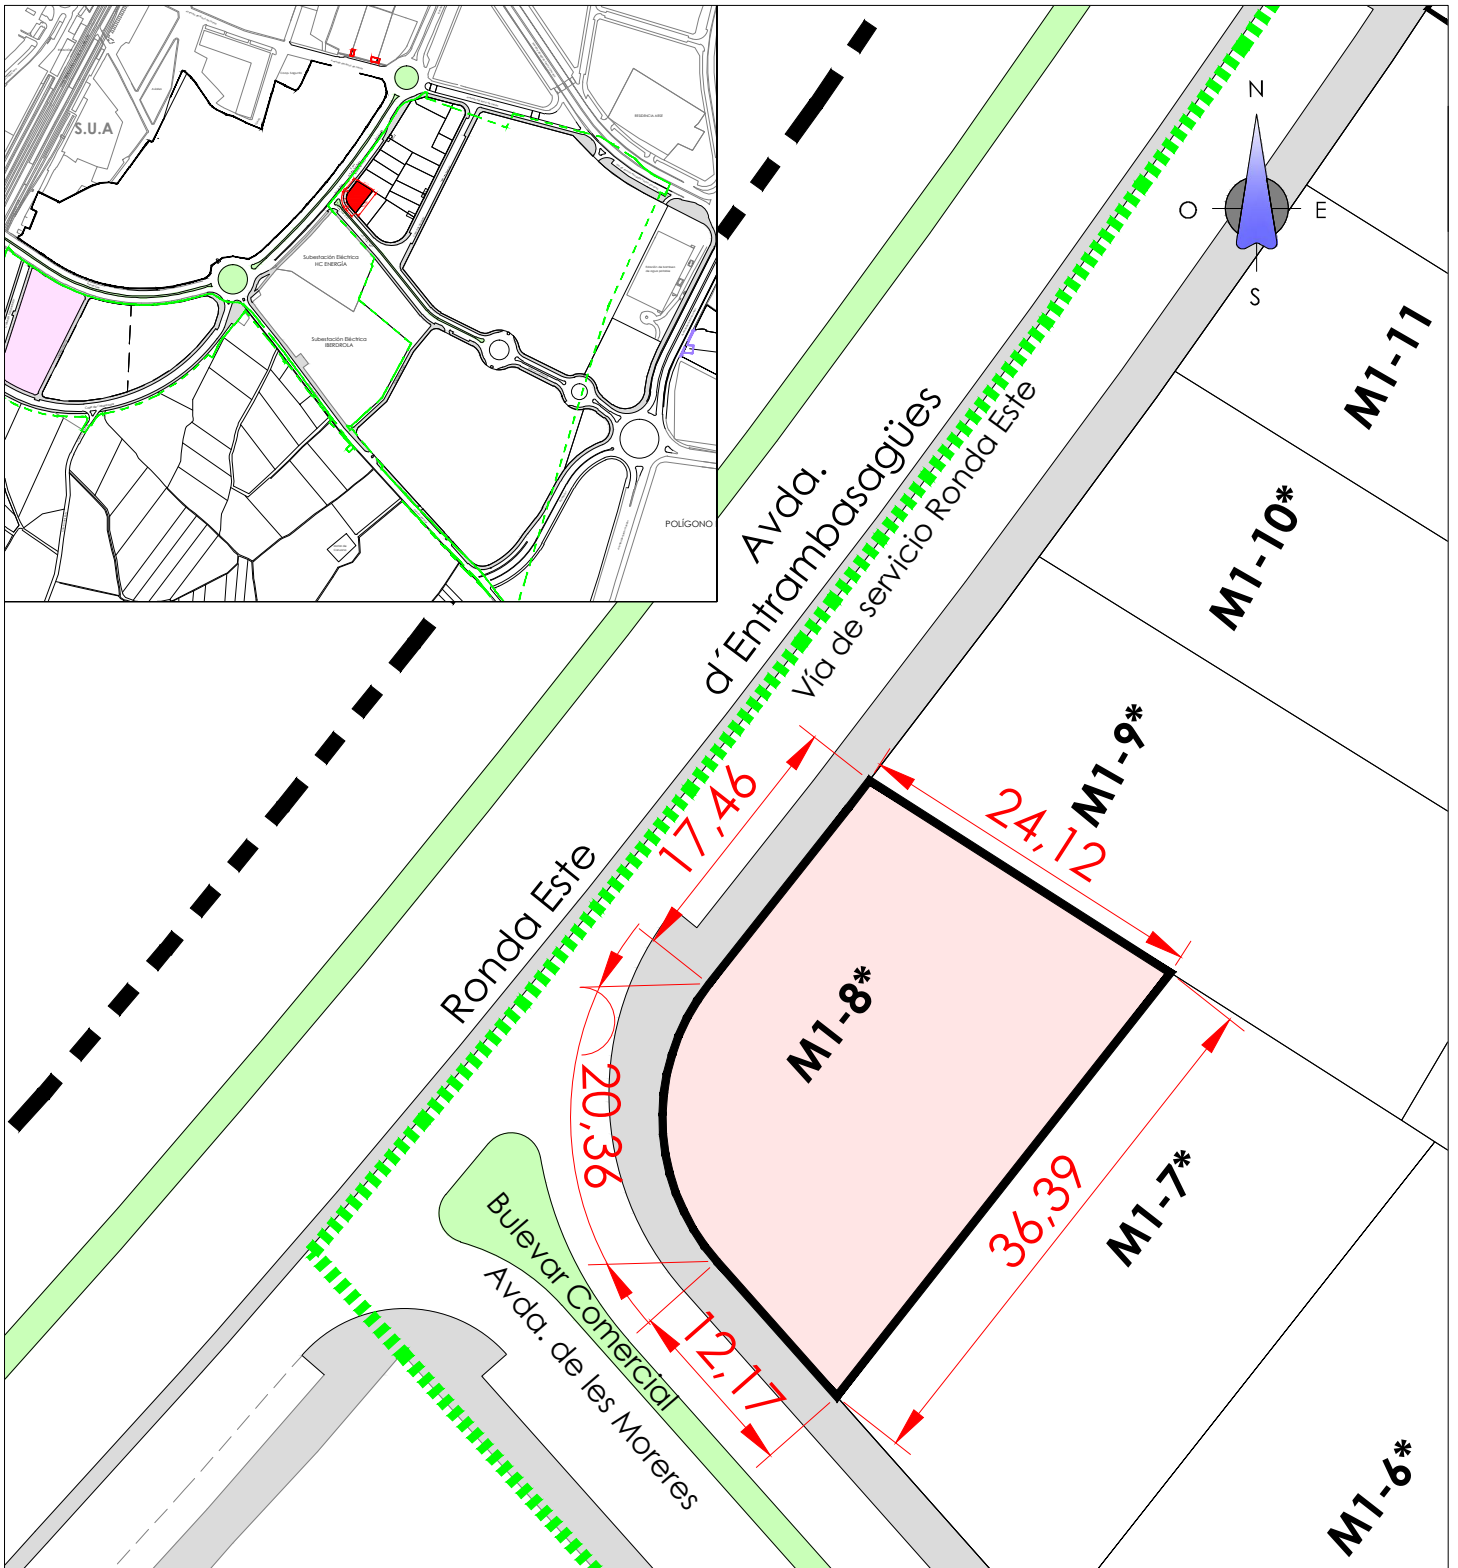 S.U.A
RESIDENCIA MIXE
Subestación Eléctrica
HC ENERGÍA
Subestación Eléctrica
IBERDROLA
POLÍGONO
N
O
E
S
M1-11
M1-10*
M1-9*
Avda.
d´Entrambasagües
Vía de servicio Ronda Este
Ronda Este
17,46
24,12
M1-8*
20,36
36,39
M1-7*
12,17
Bulevar Comercial
Avda. de les Moreres
M1-6*